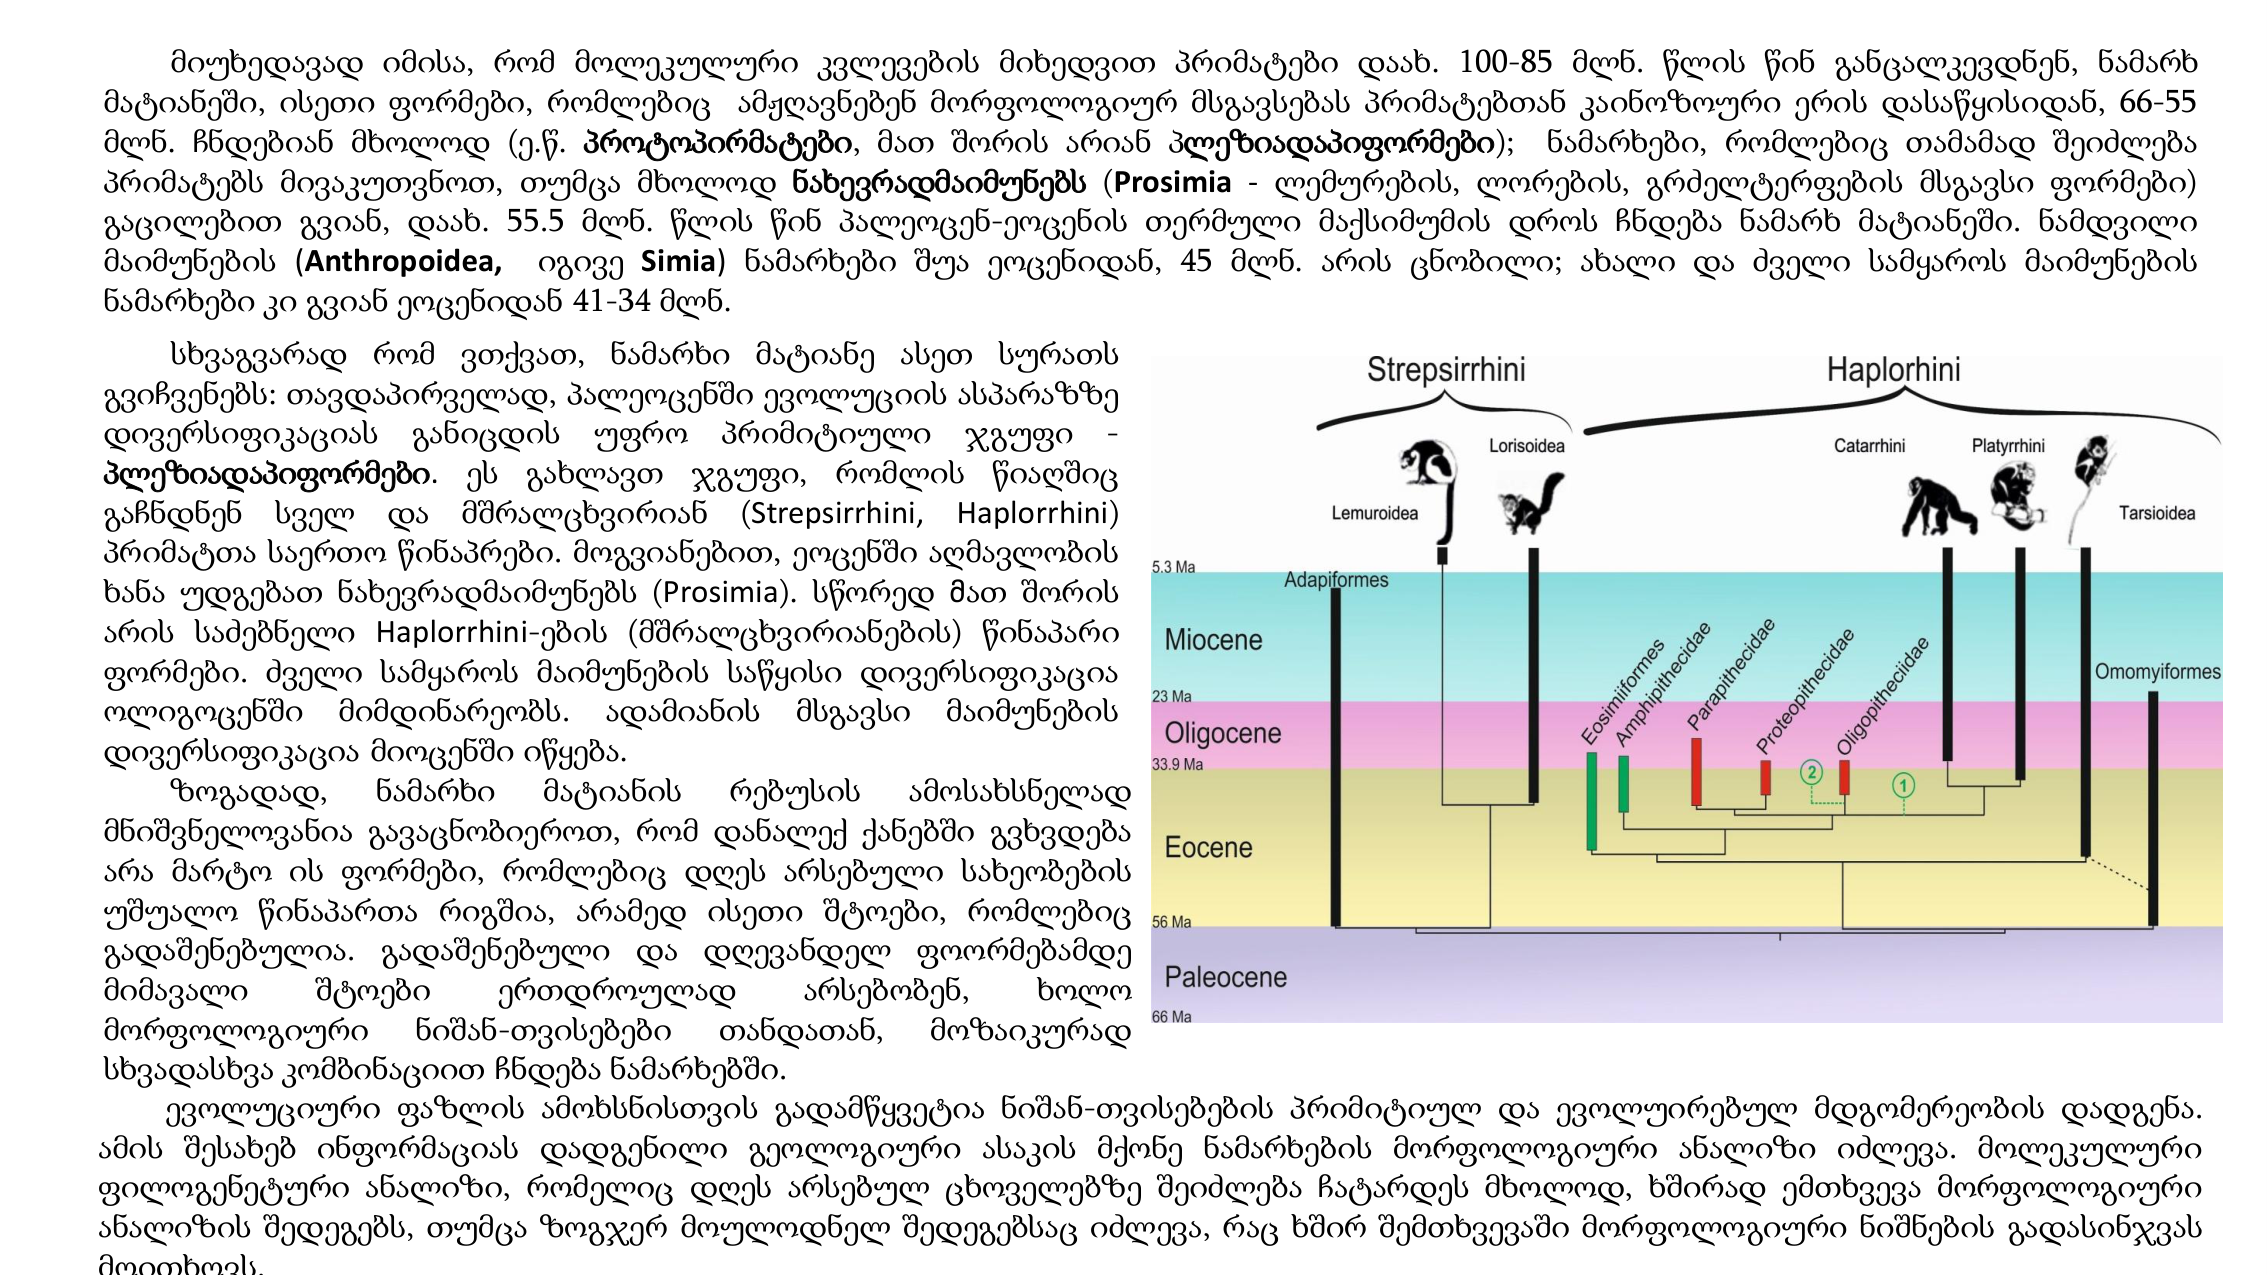 მიუხედავად იმისა, რომ მოლეკულური კვლევების მიხედვით პრიმატები დაახ. 100-85 მლნ. წლის წინ განცალკევდნენ, ნამარხ
მატიანეში, ისეთი ფორმები, რომლებიც ამჟღავნებენ მორფოლოგიურ მსგავსებას პრიმატებთან კაინოზოური ერის დასაწყისიდან, 66-55
მლნ. ჩნდებიან მხოლოდ (ე.წ. პროტოპირმატები, მათ შორის არიან პლეზიადაპიფორმები); ნამარხები, რომლებიც თამამად შეიძლება
პრიმატებს მივაკუთვნოთ, თუმცა მხოლოდ ნახევრადმაიმუნებს (Prosimia - ლემურების, ლორების, გრძელტერფების მსგავსი ფორმები)
გაცილებით გვიან, დაახ. 55.5 მლნ. წლის წინ პალეოცენ-ეოცენის თერმული მაქსიმუმის დროს ჩნდება ნამარხ მატიანეში. ნამდვილი
მაიმუნების (Anthropoidea, იგივე Simia) ნამარხები შუა ეოცენიდან, 45 მლნ. არის ცნობილი; ახალი და ძველი სამყაროს მაიმუნების
ნამარხები კი გვიან ეოცენიდან 41-34 მლნ.
სხვაგვარად რომ ვთქვათ, ნამარხი მატიანე ასეთ სურათს
გვიჩვენებს: თავდაპირველად, პალეოცენში ევოლუციის ასპარაზზე
დივერსიფიკაციას განიცდის უფრო პრიმიტიული ჯგუფი -
პლეზიადაპიფორმები. ეს გახლავთ ჯგუფი, რომლის წიაღშიც
გაჩნდნენ სველ და მშრალცხვირიან (Strepsirrhini, Haplorrhini)
პრიმატთა საერთო წინაპრები. მოგვიანებით, ეოცენში აღმავლობის
ხანა უდგებათ ნახევრადმაიმუნებს (Prosimia). სწორედ მათ შორის
არის საძებნელი Haplorrhini-ების (მშრალცხვირიანების) წინაპარი
ფორმები. ძველი სამყაროს მაიმუნების საწყისი დივერსიფიკაცია
ოლიგოცენში მიმდინარეობს. ადამიანის მსგავსი მაიმუნების
დივერსიფიკაცია მიოცენში იწყება.
ზოგადად, ნამარხი მატიანის რებუსის ამოსახსნელად
მნიშვნელოვანია გავაცნობიეროთ, რომ დანალექ ქანებში გვხვდება
არა მარტო ის ფორმები, რომლებიც დღეს არსებული სახეობების
უშუალო წინაპართა რიგშია, არამედ ისეთი შტოები, რომლებიც
გადაშენებულია. გადაშენებული და დღევანდელ ფოორმებამდე
მიმავალი შტოები ერთდროულად არსებობენ, ხოლო
მორფოლოგიური ნიშან-თვისებები თანდათან, მოზაიკურად
სხვადასხვა კომბინაციით ჩნდება ნამარხებში.
ევოლუციური ფაზლის ამოხსნისთვის გადამწყვეტია ნიშან-თვისებების პრიმიტიულ და ევოლუირებულ მდგომერეობის დადგენა.
ამის შესახებ ინფორმაციას დადგენილი გეოლოგიური ასაკის მქონე ნამარხების მორფოლოგიური ანალიზი იძლევა. მოლეკულური
ფილოგენეტური ანალიზი, რომელიც დღეს არსებულ ცხოველებზე შეიძლება ჩატარდეს მხოლოდ, ხშირად ემთხვევა მორფოლოგიური
ანალიზის შედეგებს, თუმცა ზოგჯერ მოულოდნელ შედეგებსაც იძლევა, რაც ხშირ შემთხვევაში მორფოლოგიური ნიშნების გადასინჯვას
მოითხოვს.
Strepsirrhini
Haplorhini
Lorisoidea
Catarrhini
Platyrrhini
Lemuroidea
Tarsioidea
5.3 Ma
Adapiformes
Miocene
Eosimiiformes
Amphipithecidae
Parapithecidae
Proteopithecidae
Oligopitheciidae
Omomyiformes
23 Ma
Oligocene
33.9 Ma
2
1
Eocene
56 Ma
Paleocene
66 Ma